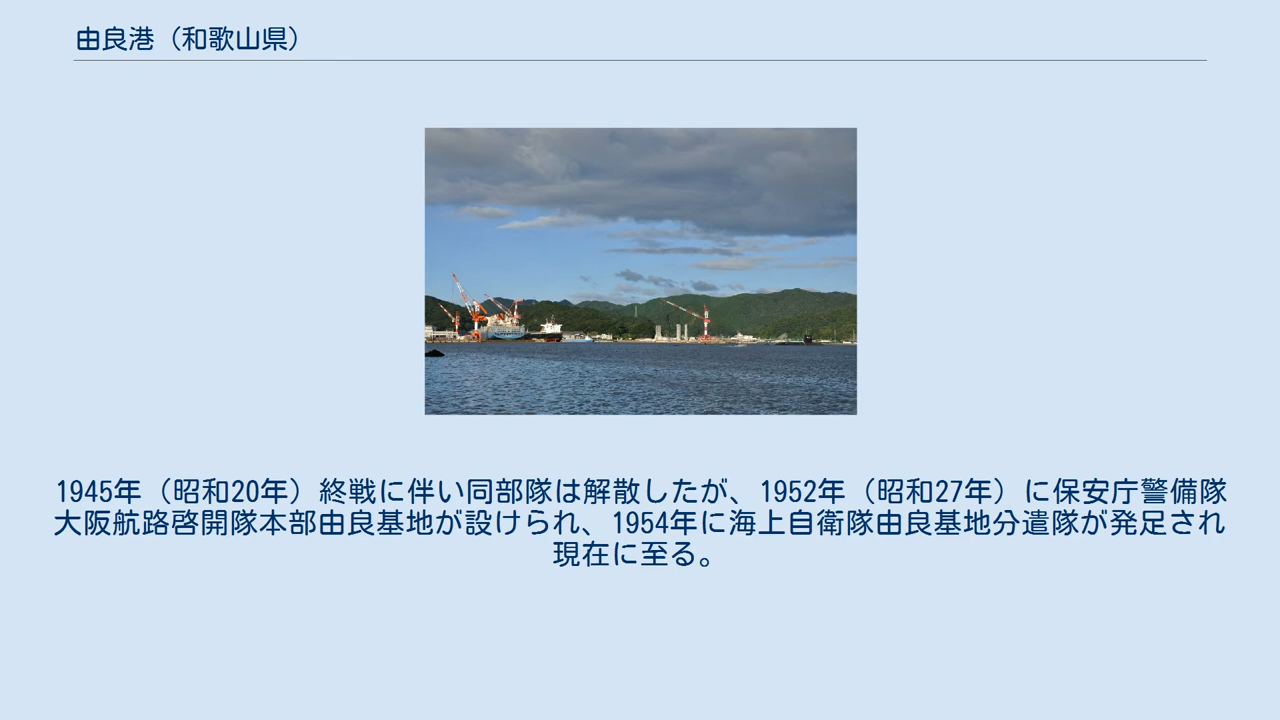 由良港（和歌山県）
1945年（昭和20年）終戦に伴い同部隊は解散したが、1952年（昭和27年）に保安庁警備隊
大阪航路啓開隊本部由良基地が設けられ、1954年に海上自衛隊由良基地分遣隊が発足され
現在に至る。